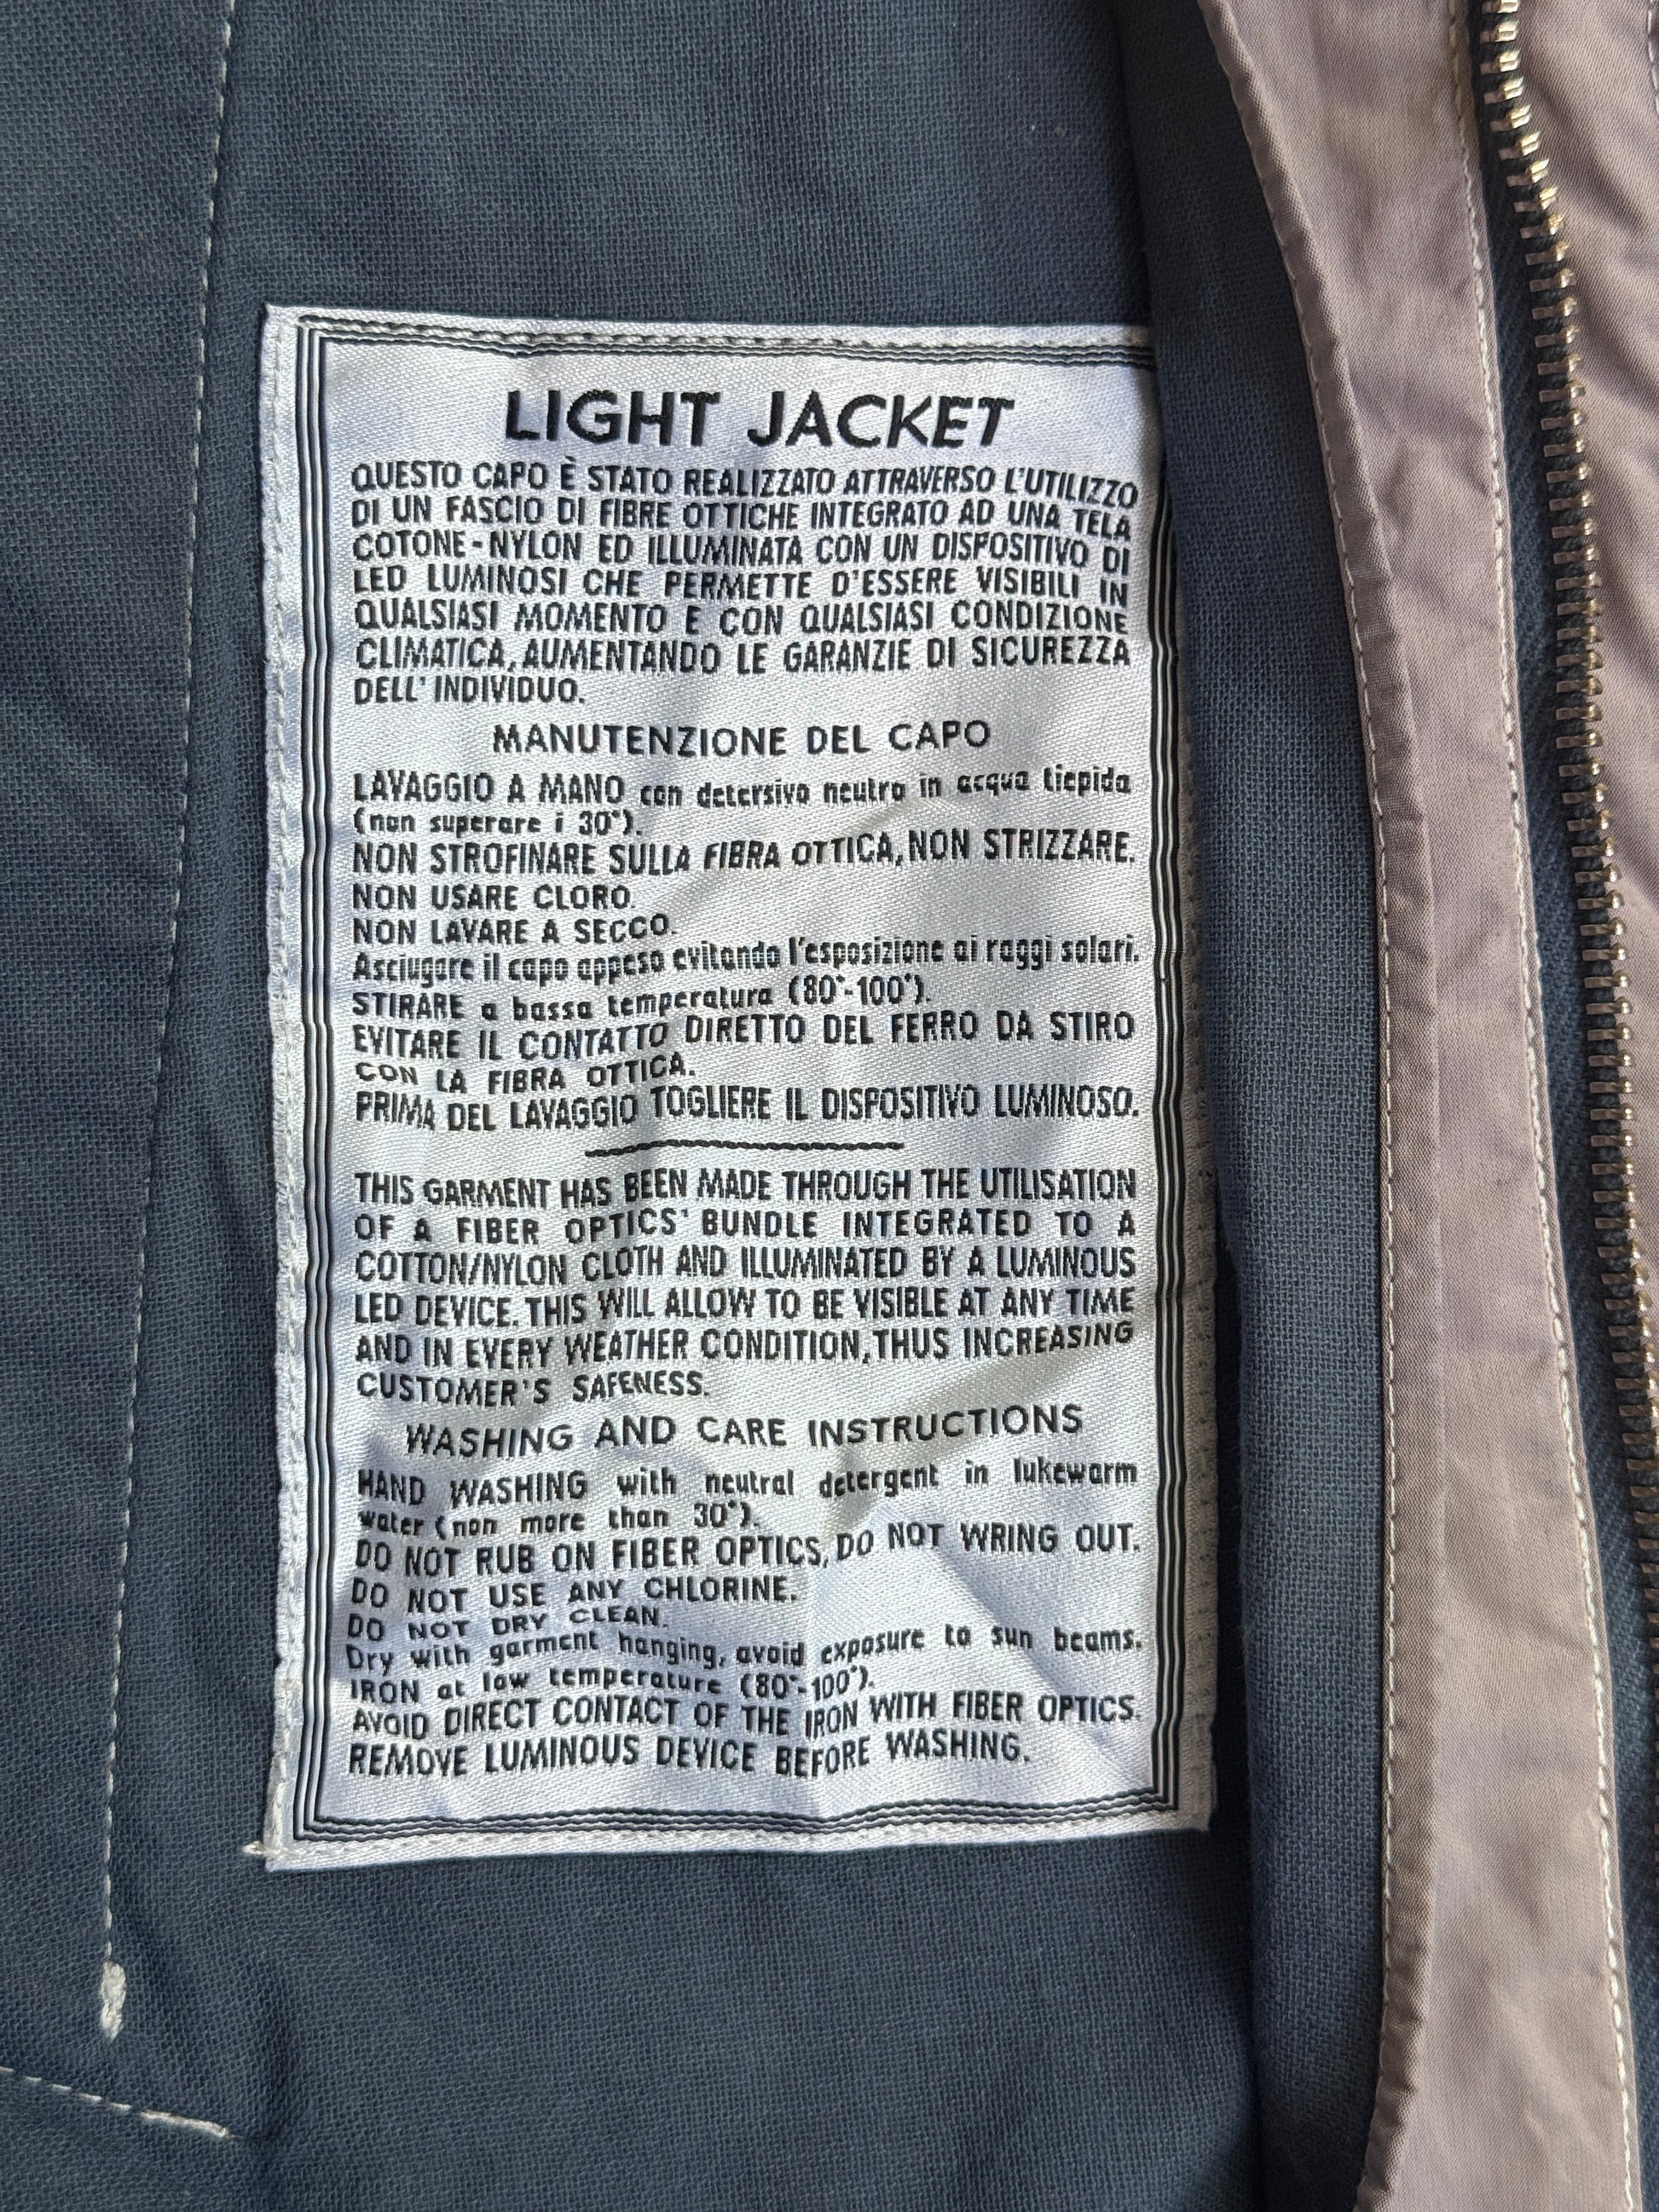 LIGHT JACKET
QUESTO CAPO È STATO REALIZZATO ATTRAVERSO L'UTILIZZO
DI UN FASCIO DI FIBRE OTTICHE INTEGRATO AD UNA TELA
COTONE-NYLON ED ILLUMINATA CON UN DISPOSITIVO DI
LED LUMINOSI CHE PERMETTE D'ESSERE VISIBILI IN
QUALSIASI MOMENTO E CON QUALSIASI CONDIZIONE
CLIMATICA, AUMENTANDO LE GARANZIE DI SICUREZZA
DELL'INDIVIDUO.
MANUTENZIONE DEL CAPO
LAVAGGIO A MANO con detersivo neutro in acqua tiepida
(non superare i 30°).
NON STROFINARE SULLA FIBRA OTTICA, NON STRIZZARE.
NON USARE CLORO.
NON LAVARE A SECCO.
Asciugare il capo appeso evitando l'esposizione ai raggi solari.
STIRARE a bassa temperatura (80°-100°).
EVITARE IL CONTATTO DIRETTO DEL FERRO DA STIRO
CON LA FIBRA OTTICA.
PRIMA DEL LAVAGGIO TOGLIERE IL DISPOSITIVO LUMINOSO.
THIS GARMENT HAS BEEN MADE THROUGH THE UTILISATION
OF A FIBER OPTICS' BUNDLE INTEGRATED TO A
COTTON/NYLON CLOTH AND ILLUMINATED BY A LUMINOUS
LED DEVICE. THIS WILL ALLOW TO BE VISIBLE AT ANY TIME
AND IN EVERY WEATHER CONDITION, THUS INCREASING
CUSTOMER'S SAFENESS.
WASHING AND CARE INSTRUCTIONS
HAND WASHING with neutral detergent in lukewarm
water (non more than 30°).
DO NOT RUB ON FIBER OPTICS, DO NOT WRING OUT.
DO NOT USE ANY CHLORINE.
DO NOT DRY CLEAN.
Dry with garment hanging, avoid exposure to sun beams.
IRON at low temperature (80°-100°).
AVOID DIRECT CONTACT OF THE IRON WITH FIBER OPTICS.
REMOVE LUMINOUS DEVICE BEFORE WASHING.